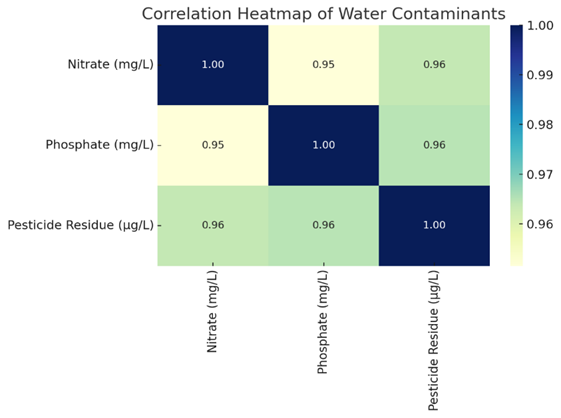 Correlation Heatmap of Water Contaminants
Nitrate (mg/L) 1.00 0.95 0.96
Phosphate (mg/L) 0.95 1.00 0.96
Pesticide Residue (μg/L) 0.96 0.96 1.00
Nitrate (mg/L)
Phosphate (mg/L)
Pesticide Residue (μg/L)
1.00
0.99
0.98
0.97
0.96